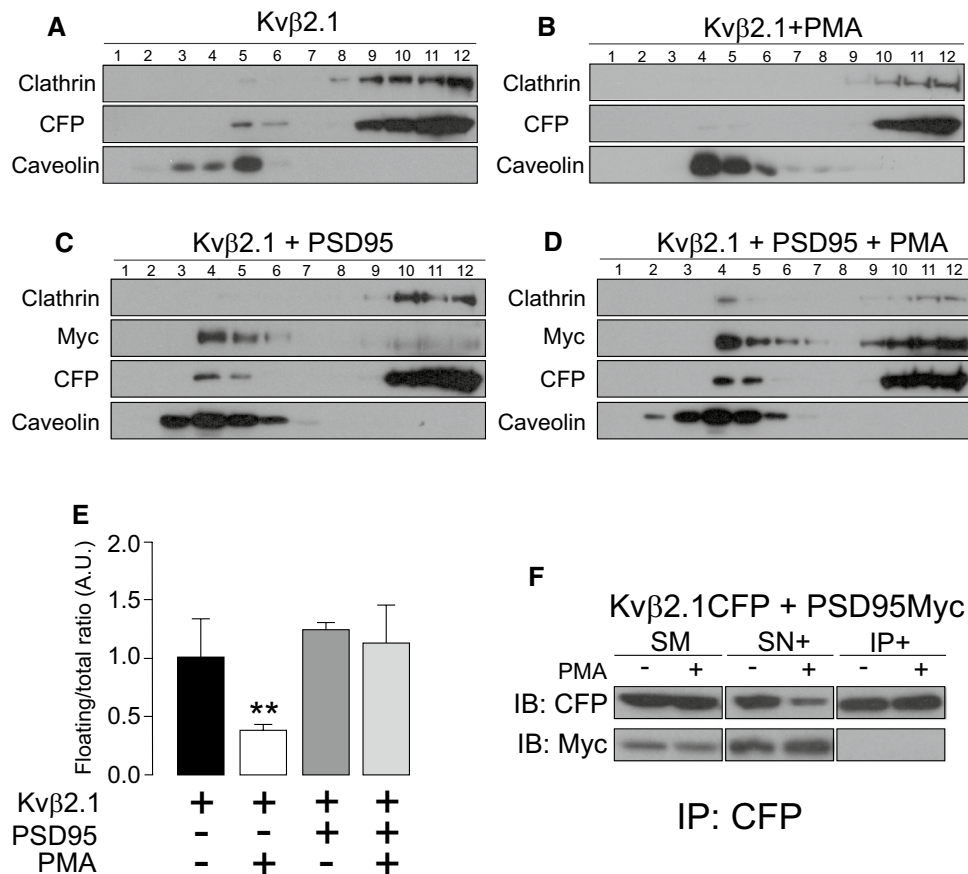 A
Kvβ2.1
1 2 3 4 5 6 7 8 9 10 11 12
Clathrin
CFP
Caveolin
B
Kvβ2.1+PMA
1 2 3 4 5 6 7 8 9 10 11 12
Clathrin
CFP
Caveolin
C
Kvβ2.1 + PSD95
1 2 3 4 5 6 7 8 9 10 11 12
Clathrin
Myc
CFP
Caveolin
D
Kvβ2.1 + PSD95 + PMA
1 2 3 4 5 6 7 8 9 10 11 12
Clathrin
Myc
CFP
Caveolin
E
Floating/total ratio (A.U.)
2.0
1.5
1.0
0.5
0.0
**
Kvβ2.1 + + + +
PSD95 - - + +
PMA - + - +
F
Kvβ2.1CFP + PSD95Myc
SM SN+ IP+
PMA - + - + - +
IB: CFP
IB: Myc
IP: CFP